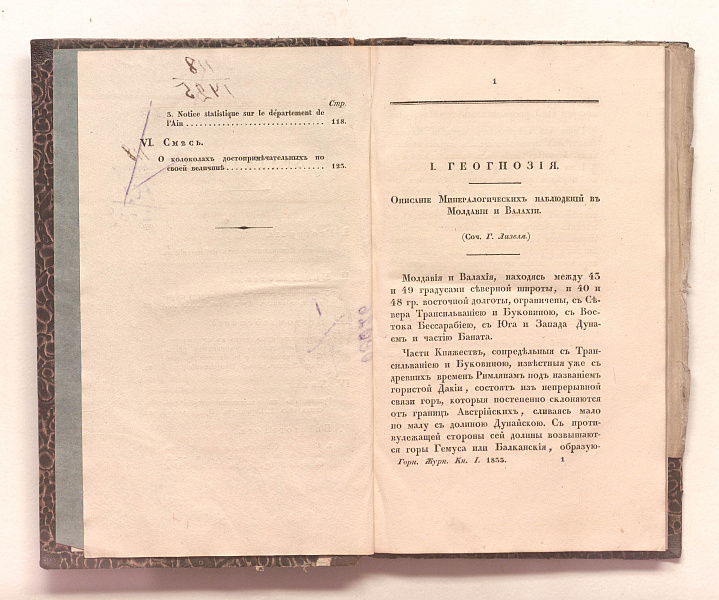 Стр.
3. Notice statistique sur le département de
l'Ain 118.
VI. Смѣсь.
О колоколахъ достопримѣчательныхъ по
своей величинѣ 125.
1
I. ГЕОГНОЗІЯ.
Описаніе Минералогическихъ наблюденій въ
Молдавіи и Валахіи.
(Соч. Г. Лизеля.)
Молдавія и Валахія, находясь между 43
и 49 градусами сѣверной широты, и 40 и
48 гр. восточной долготы, ограничены, съ Сѣ-
вера Трансильваніею и Буковиною, съ Вос-
тока Бессарабіею, съ Юга и Запада Дуна-
емъ и частію Баната.
Части Княжествъ, сопредѣльныя съ Тран-
сильваніею и Буковиною, извѣстныя уже съ
древнихъ временъ Римлянамъ подъ названіемъ
гористой Дакіи, состоятъ изъ непрерывной
связи горъ, которыя постепенно склоняются
отъ границъ Австрійскихъ, сливаясь мало
по малу съ долиною Дунайскою. Съ проти-
вулежащей стороны сей долины возвышают-
ся горы Гемуса или Балканскія, образую-
Горн. Журн. Кн. I. 1833. 1